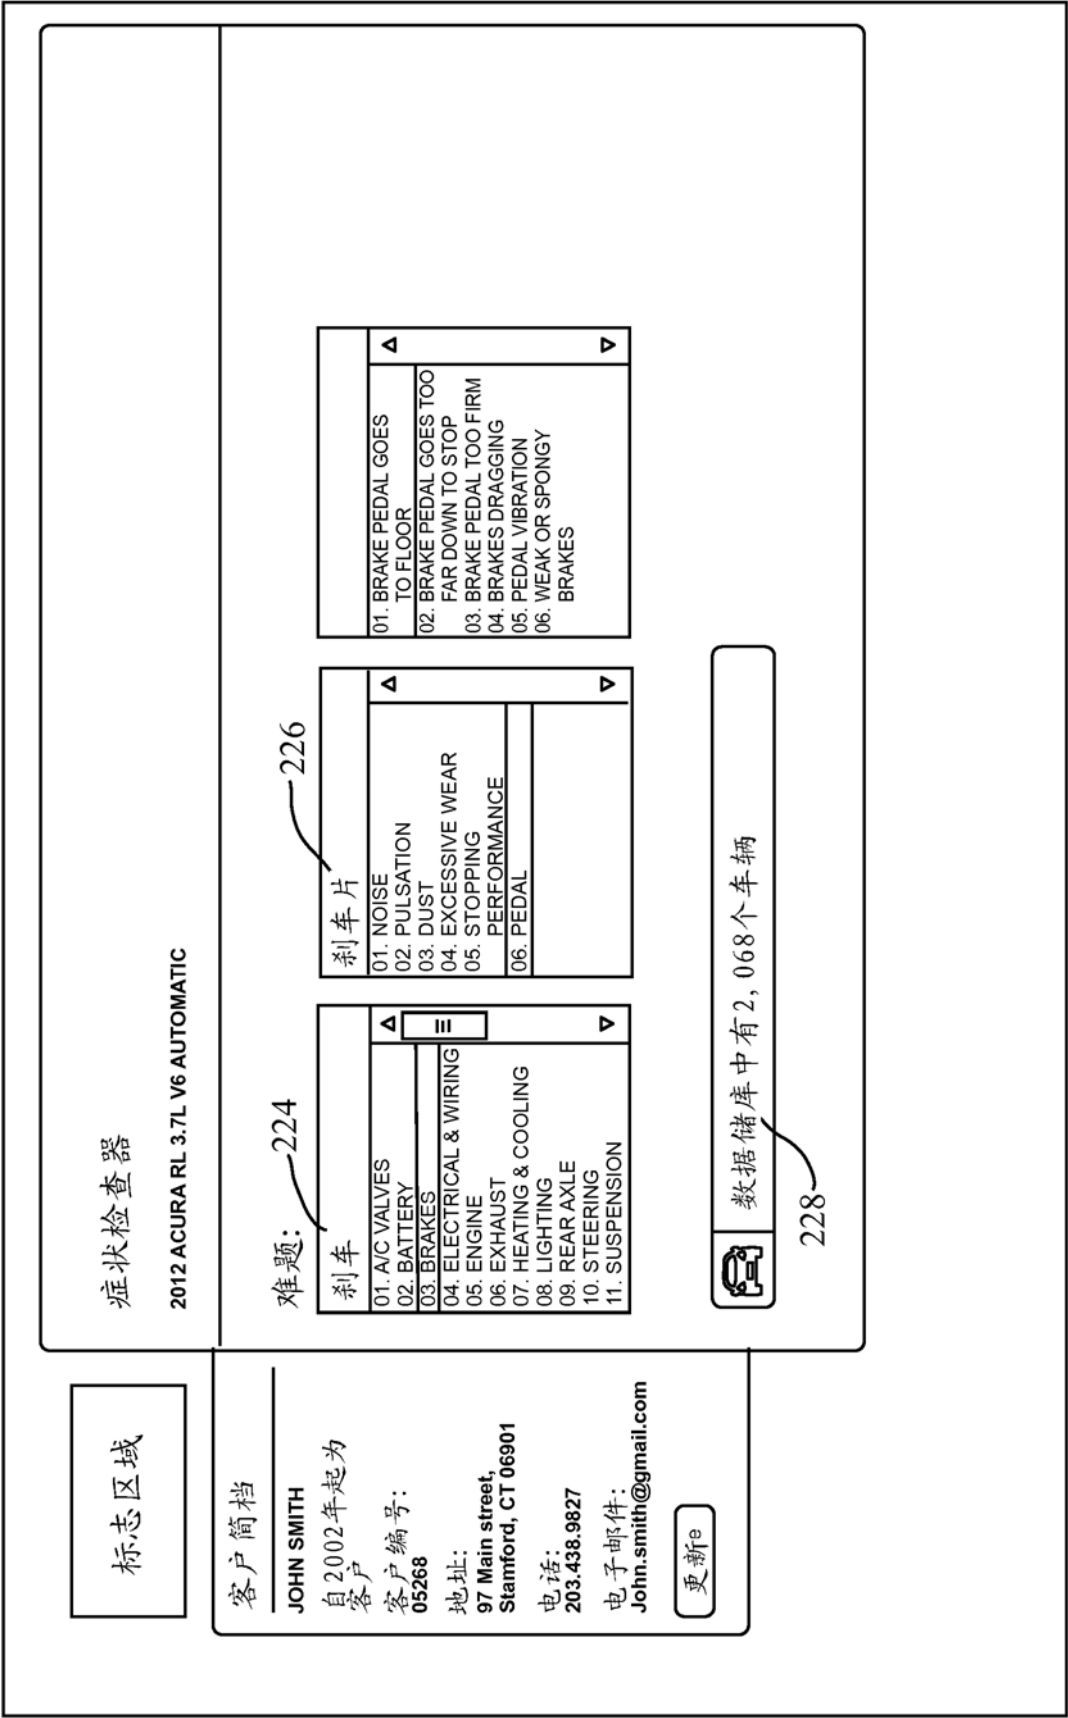 标志区域
客户简档
JOHN SMITH
自2002年起为
客户
客户编号:
05268
地址:
97 Main street,
Stamford, CT 06901
电话:
203.438.9827
电子邮件:
John.smith@gmail.com
更新e
症状检查器
2012 ACURA RL 3.7L V6 AUTOMATIC
难题:
224
刹车
01. A/C VALVES
02. BATTERY
03. BRAKES
04. ELECTRICAL & WIRING
05. ENGINE
06. EXHAUST
07. HEATING & COOLING
08. LIGHTING
09. REAR AXLE
10. STEERING
11. SUSPENSION
226
刹车片
01. NOISE
02. PULSATION
03. DUST
04. EXCESSIVE WEAR
05. STOPPING
PERFORMANCE
06. PEDAL
01. BRAKE PEDAL GOES
TO FLOOR
02. BRAKE PEDAL GOES TOO
FAR DOWN TO STOP
03. BRAKE PEDAL TOO FIRM
04. BRAKES DRAGGING
05. PEDAL VIBRATION
06. WEAK OR SPONGY
BRAKES
数据储库中有2, 068个车辆
228